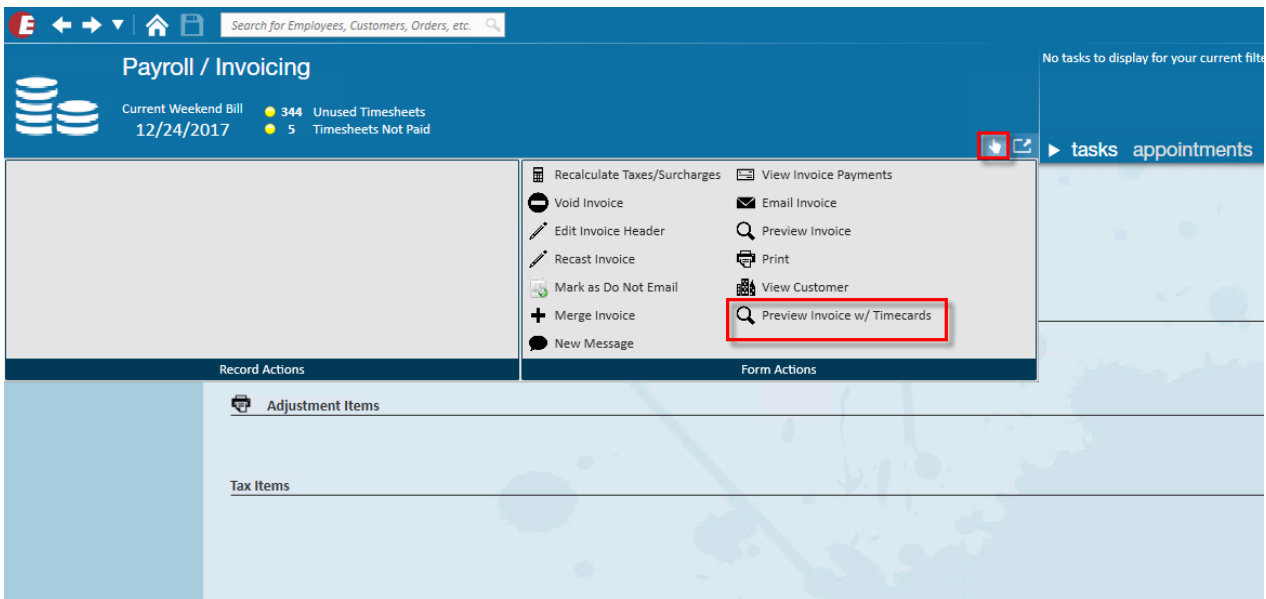 E
Search for Employees, Customers, Orders, etc.
Payroll / Invoicing
No tasks to display for your current filte
Current Weekend Bill
12/24/2017
344 Unused Timesheets
5 Timesheets Not Paid
tasks appointments
Recalculate Taxes/Surcharges
View Invoice Payments
Void Invoice
Email Invoice
Edit Invoice Header
Preview Invoice
Recast Invoice
Print
Mark as Do Not Email
View Customer
Merge Invoice
Preview Invoice w/ Timecards
New Message
Record Actions
Form Actions
Adjustment Items
Tax Items